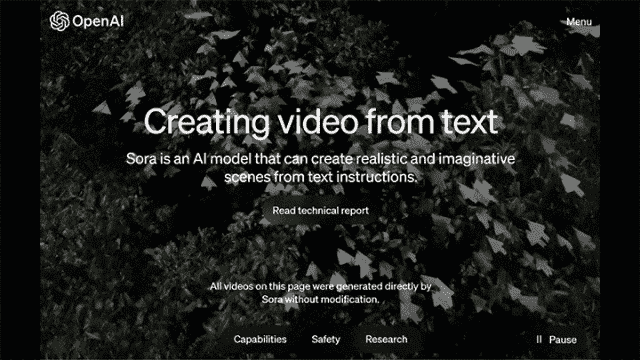 OpenAI
Menu
Creating video from text
Sora is an AI model that can create realistic and imaginative
scenes from text instructions.
Read technical report
All videos on this page were generated directly by
Sora without modification.
Capabilities Safety Research
Pause